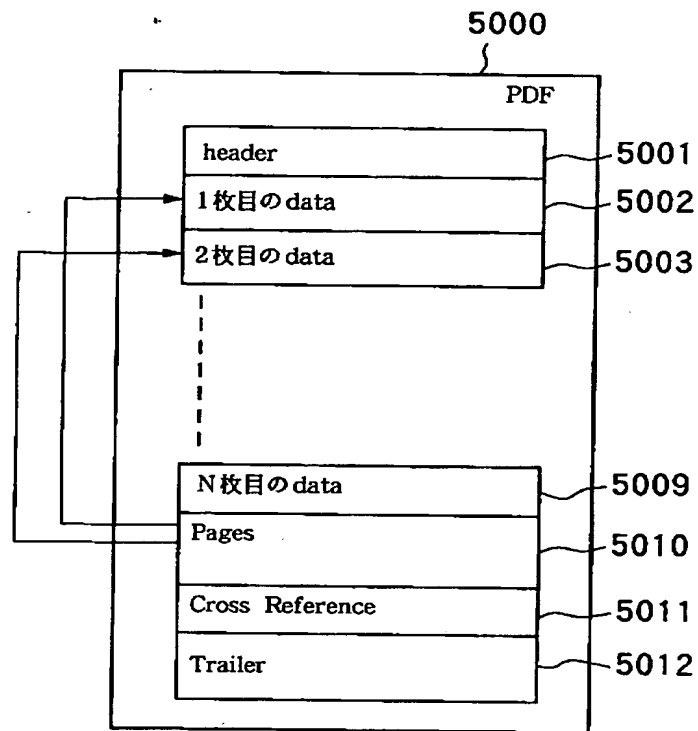 5000
PDF
header 5001
1枚目のdata 5002
2枚目のdata 5003
N枚目のdata 5009
Pages 5010
Cross Reference 5011
Trailer 5012